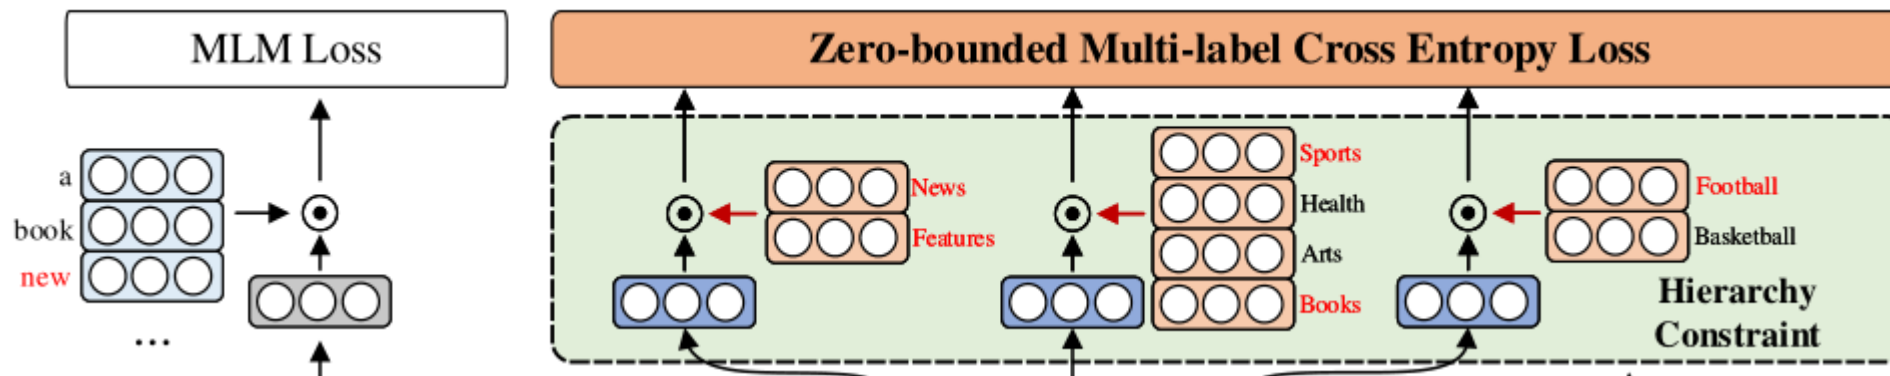 MLM Loss
Zero-bounded Multi-label Cross Entropy Loss
a
book
new
...
News
Features
Sports
Health
Arts
Books
Football
Basketball
Hierarchy
Constraint